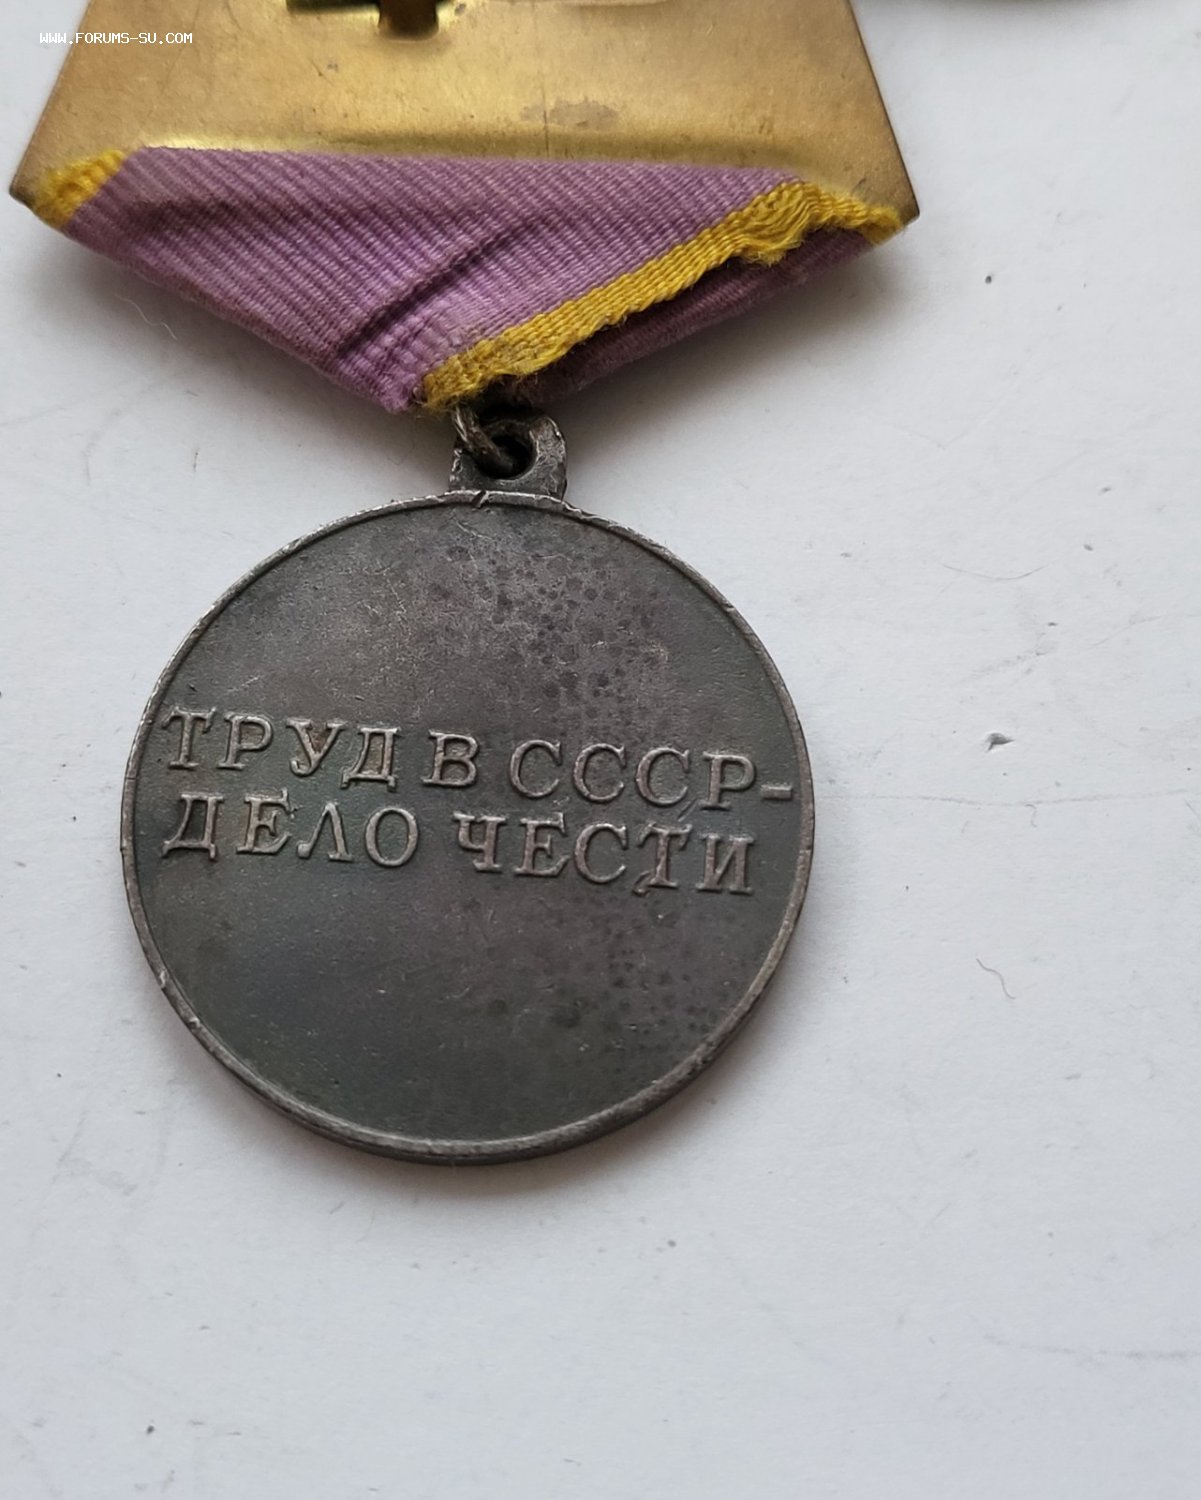 WWW.FORUMS-SU.COM
ТРУД В СССР-
ДЕЛО ЧЕСТИ